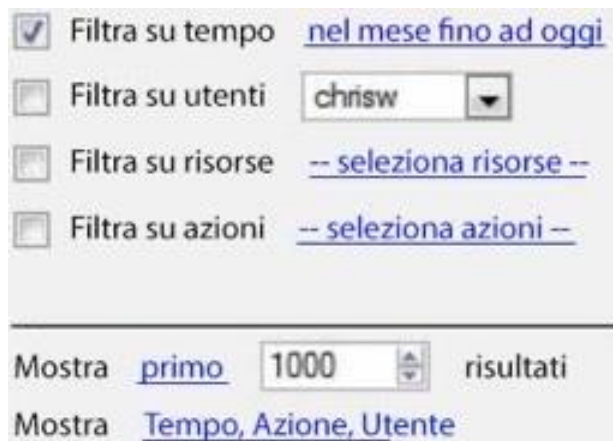 Filtra su tempo nel mese fino ad oggi
Filtra su utenti chrisw
Filtra su risorse -- seleziona risorse --
Filtra su azioni -- seleziona azioni --
Mostra primo 1000 risultati
Mostra Tempo, Azione, Utente